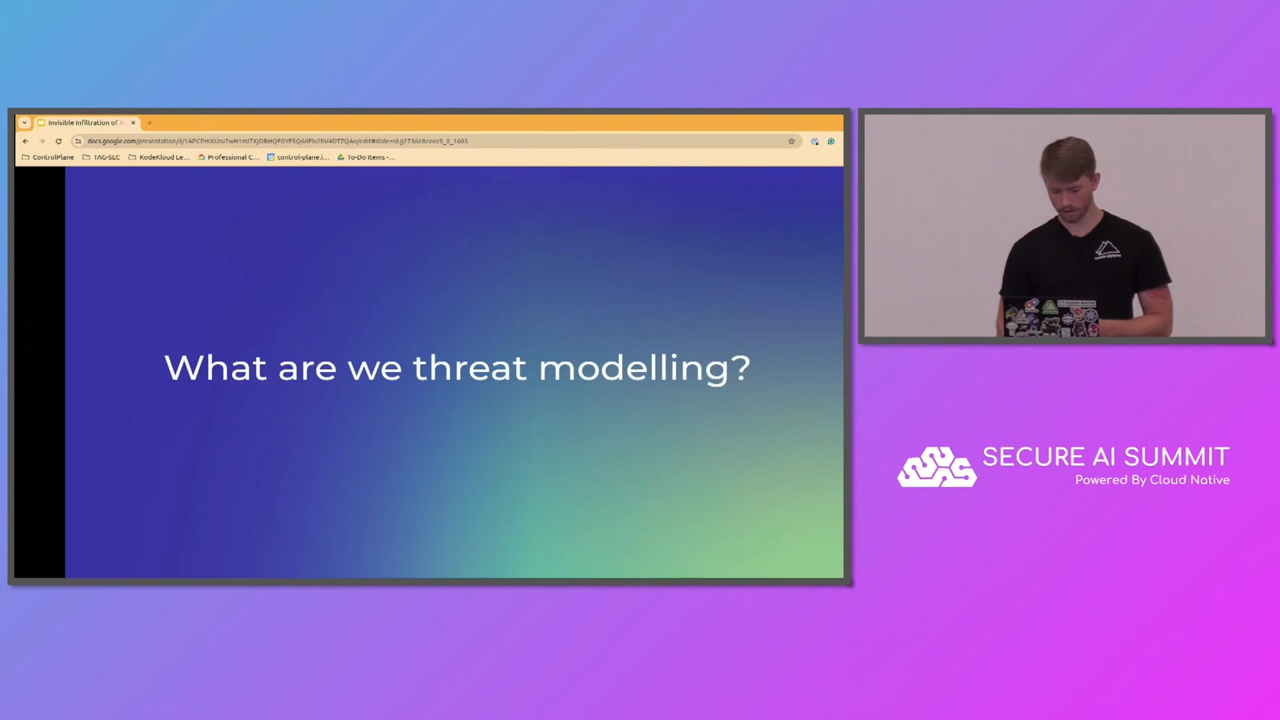 Invisible Infiltration of A
ControlPlane
TAG-SEC
KodeKloud Le...
Professional C...
control-plane.i...
To-Do Items -...
What are we threat modelling?
SECURE AI SUMMIT
Powered By Cloud Native